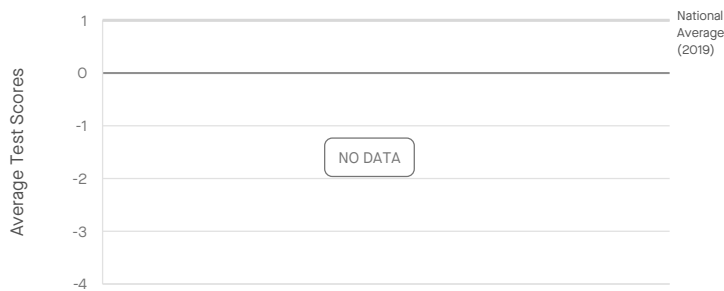 Average Test Scores
1
0
-1
-2
-3
-4
NO DATA
National
Average
(2019)